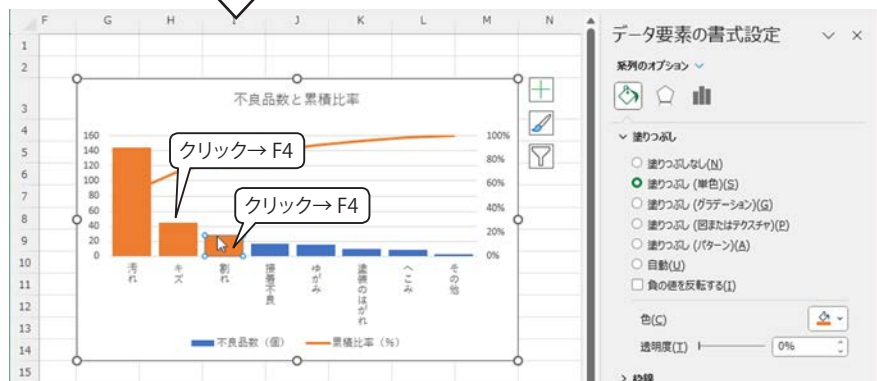 F G H I J K L M N
1
2
3
4
5
6
7
8
9
10
11
12
13
14
15
不良品数と累積比率
160
140
120
100
80
60
40
20
0
100%
80%
60%
40%
20%
0%
クリック→ F4
クリック→ F4
汚れ
キズ
割れ
接着不良
ゆがみ
塗装のはがれ
へこみ
その他
不良品数（個） 累積比率（%）
データ要素の書式設定
系列のオプション
塗りつぶし
塗りつぶしなし(N)
塗りつぶし (単色)(S)
塗りつぶし (グラデーション)(G)
塗りつぶし (図またはテクスチャ)(P)
塗りつぶし (パターン)(A)
自動(U)
負の値を反転する(I)
色(C)
透明度(T) 0%
枠線